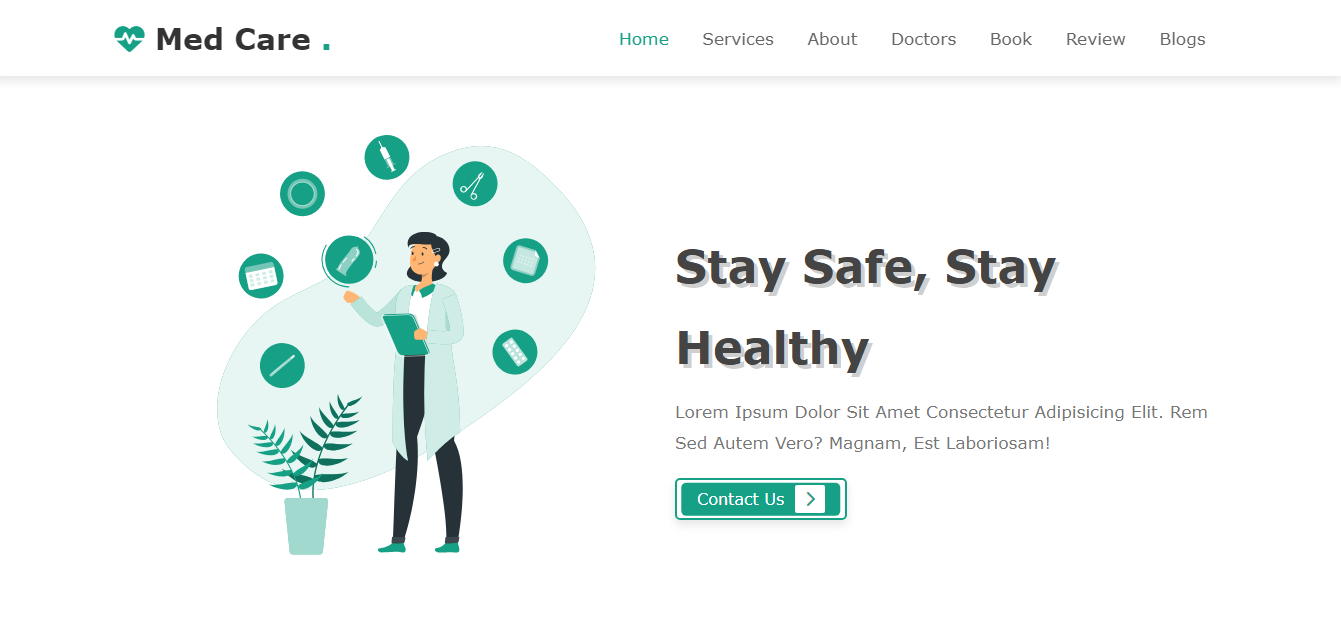 Med Care .
Home Services About Doctors Book Review Blogs
Stay Safe, Stay
Healthy
Lorem Ipsum Dolor Sit Amet Consectetur Adipisicing Elit. Rem
Sed Autem Vero? Magnam, Est Laboriosam!
Contact Us